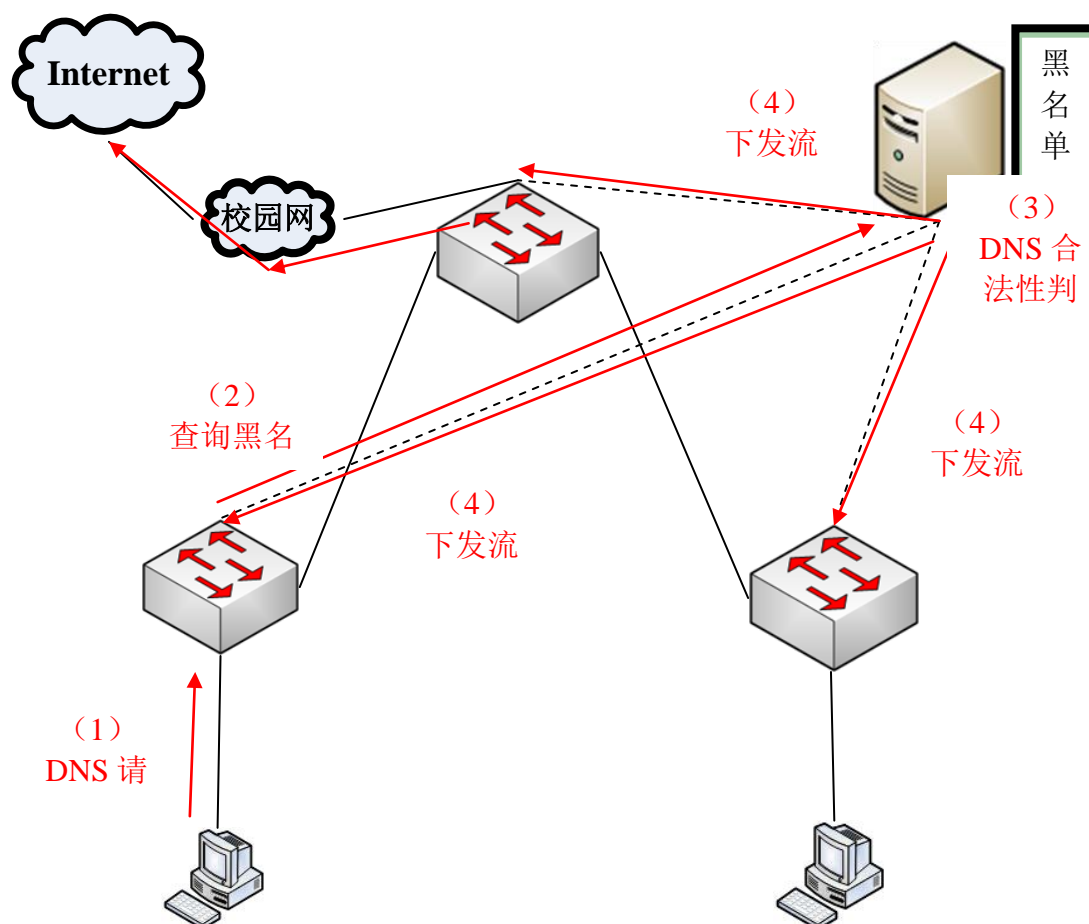 Internet
黑
名
单
（4）
下发流
校园网
（3）
DNS 合
法性判
（2）
查询黑名
（4）
下发流
（4）
下发流
（1）
DNS 请